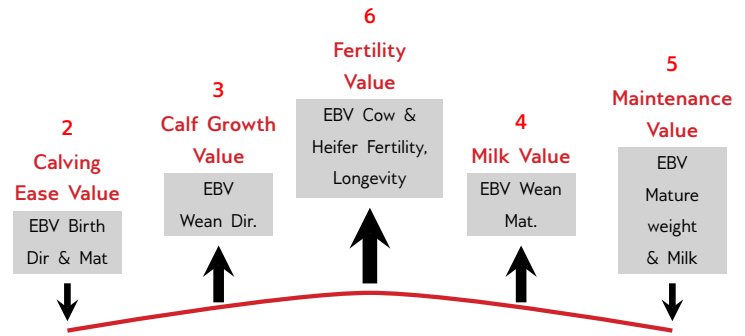 2
Calving
Ease Value
EBV Birth
Dir & Mat
3
Calf Growth
Value
EBV
Wean Dir.
6
Fertility
Value
EBV Cow &
Heifer Fertility,
Longevity
4
Milk Value
EBV Wean
Mat.
5
Maintenance
Value
EBV
Mature
weight
& Milk